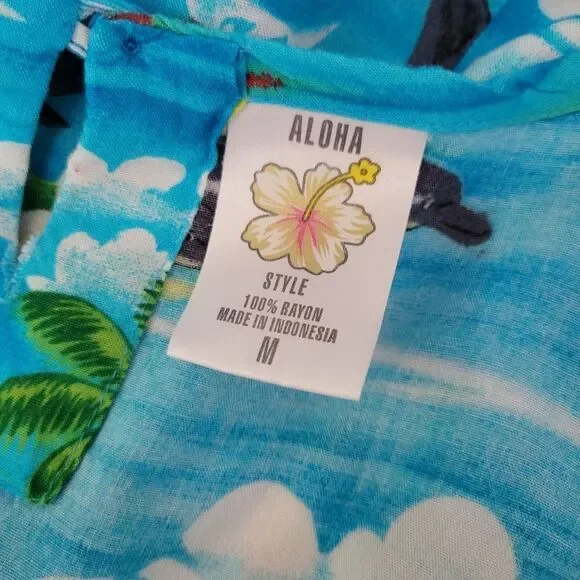 ALOHA
STYLE
100% RAYON
MADE IN INDONESIA
M